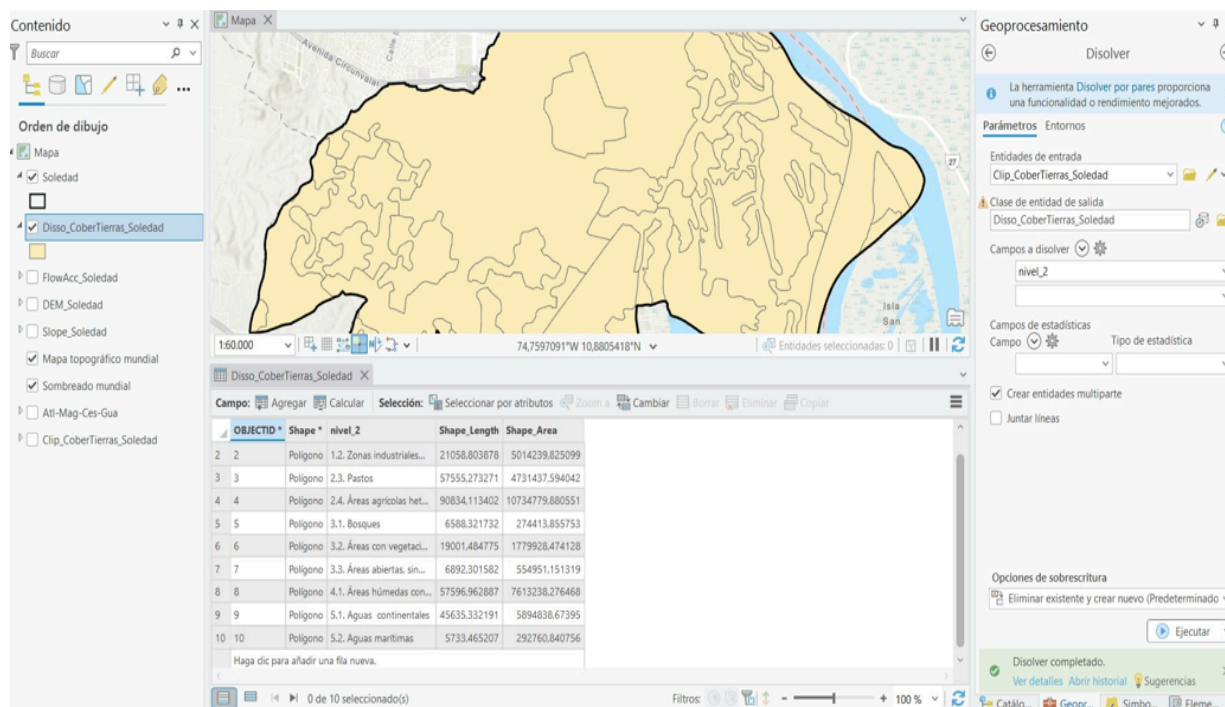 Contenido
Buscar
Orden de dibujo
Mapa
Soledad
Disso_CoberTierras_Soledad
FlowAcc_Soledad
DEM_Soledad
Slope_Soledad
Mapa topográfico mundial
Sombreado mundial
Atl-Mag-Ces-Gua
Clip_CoberTierras_Soledad
Mapa
Avenida Circunvalar
27
Isla
San
1:60.000 74,7597091"W 10,8805418"N Entidades seleccionadas: 0
Disso_CoberTierras_Soledad
Campo: Agregar Calcular Selección: Seleccionar por atributos Zoom a Cambiar Borrar Eliminar Copiar
OBJECTID * Shape * nivel_2 Shape_Length Shape_Area
2 2 Polígono 1.2. Zonas industriales... 21058,803878 5014239,825099
3 3 Polígono 2.3. Pastos 57555,273271 4731437,594042
4 4 Polígono 2.4. Áreas agrícolas het... 90834,113402 10734779,880551
5 5 Polígono 3.1. Bosques 6588,321732 274413,855753
6 6 Polígono 3.2. Áreas con vegetaci... 19001,484775 1779928,474128
7 7 Polígono 3.3. Áreas abiertas, sin... 6892,301582 554951,151319
8 8 Polígono 4.1. Áreas húmedas con... 57596,962887 7613238,276468
9 9 Polígono 5.1. Aguas continentales 45635,332191 5894838,67395
10 10 Polígono 5.2. Aguas marítimas 5733,465207 292760,840756
Haga clic para añadir una fila nueva.
0 de 10 seleccionado(s) Filtros: 100 %
Geoprocesamiento
Disolver
La herramienta Disolver por pares proporciona
una funcionalidad o rendimiento mejorados.
Parámetros Entornos
Entidades de entrada
Clip_CoberTierras_Soledad
Clase de entidad de salida
Disso_CoberTierras_Soledad
Campos a disolver
nivel_2
Campos de estadísticas
Campo Tipo de estadística
Crear entidades multiparte
Juntar líneas
Opciones de sobrescritura
Eliminar existente y crear nuevo (Predeterminado
Ejecutar
Disolver completado.
Ver detalles Abrir historial Sugerencias
Catálo... Geopr... Simbo... Eleme...